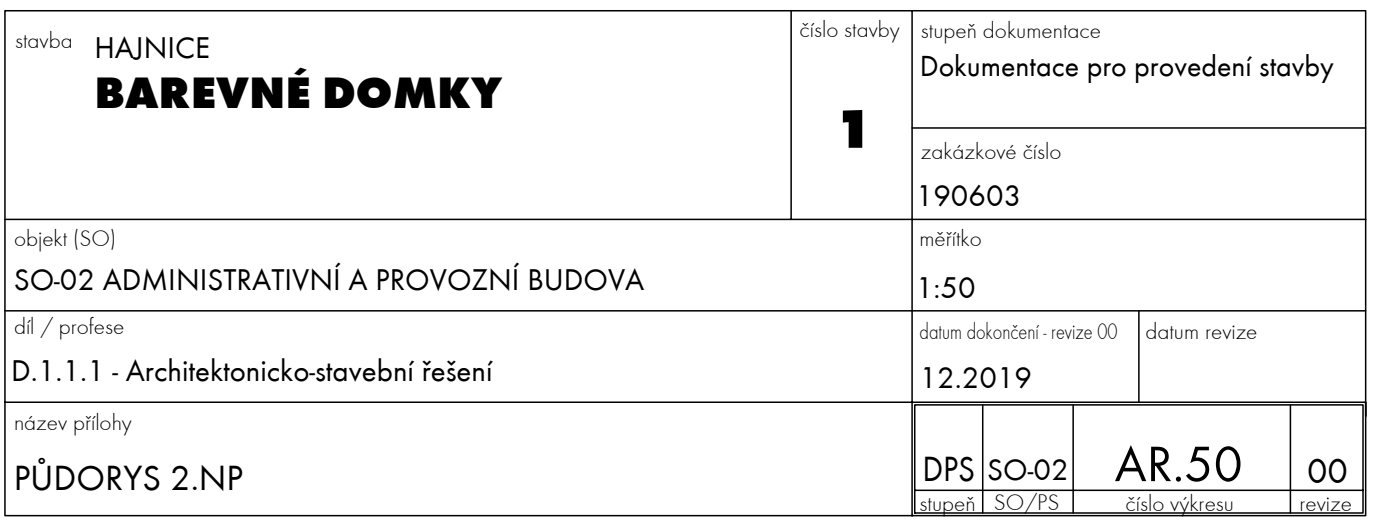 stavba
HAJNICE
BAREVNÉ DOMKY
číslo stavby
1
stupeň dokumentace
Dokumentace pro provedení stavby
zakázkové číslo
190603
objekt (SO)
SO-02 ADMINISTRATIVNÍ A PROVOZNÍ BUDOVA
měřítko
1:50
díl / profese
D.1.1.1 - Architektonicko-stavební řešení
datum dokončení - revize 00
12.2019
datum revize
název přílohy
PŮDORYS 2.NP
DPS
stupeň
SO-02
SO/PS
AR.50
číslo výkresu
00
revize